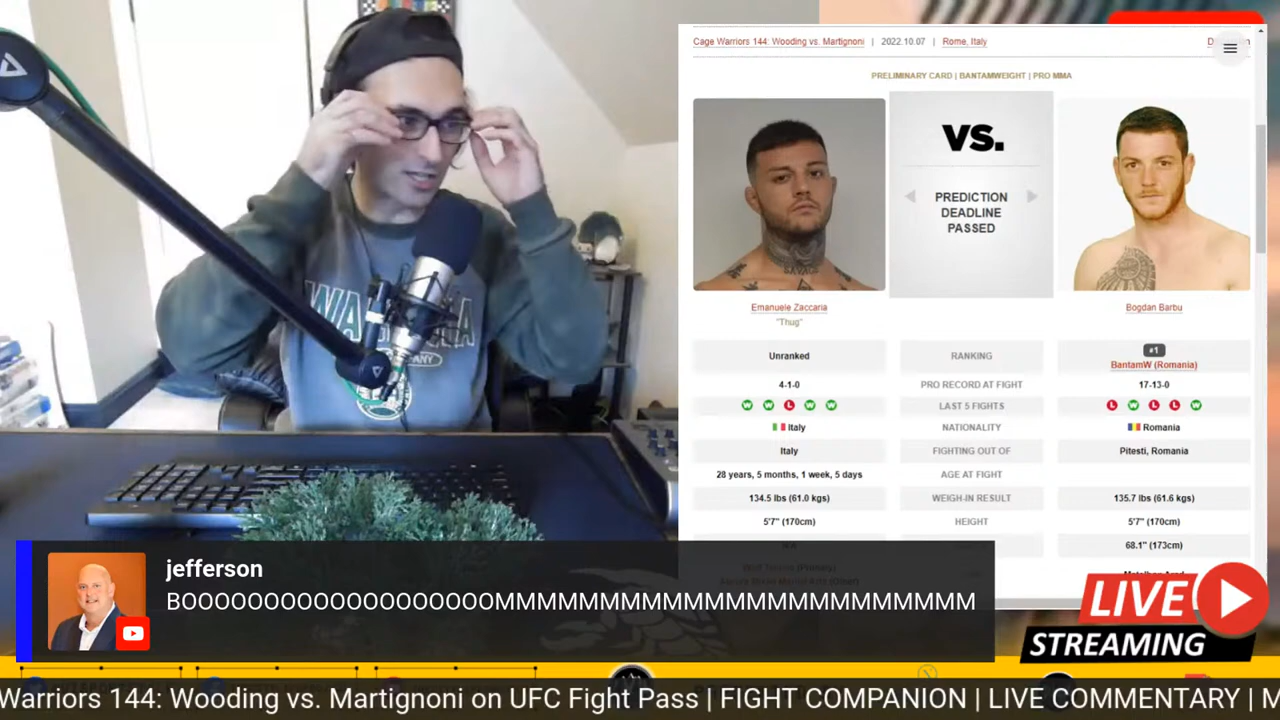 Cage Warriors 144: Wooding vs. Martignoni | 2022.10.07 | Rome, Italy
PRELIMINARY CARD | BANTAMWEIGHT | PRO MMA
VS.
PREDICTION
DEADLINE
PASSED
SAVAGE
Emanuele Zaccaria
"Thug"
Bogdan Barbu
Unranked RANKING #1
BantamW (Romania)
4-1-0 PRO RECORD AT FIGHT 17-13-0
W W L W W LAST 5 FIGHTS L W L L W
Italy NATIONALITY Romania
Italy FIGHTING OUT OF Pitesti, Romania
28 years, 5 months, 1 week, 5 days AGE AT FIGHT
134.5 lbs (61.0 kgs) WEIGH-IN RESULT 135.7 lbs (61.6 kgs)
5'7" (170cm) HEIGHT 5'7" (170cm)
68.1" (173cm)
COMPANY
jefferson
BOOOOOOOOOOOOOOOOOOOMMMMMMMMMMMMMMMMMMMMMMM
LIVE
STREAMING
Warriors 144: Wooding vs. Martignoni on UFC Fight Pass | FIGHT COMPANION | LIVE COMMENTARY | M